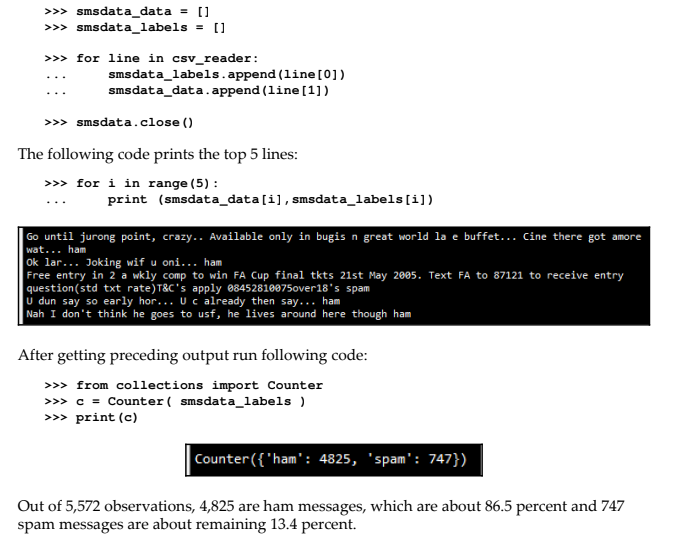 >>> smsdata_data = []
>>> smsdata_labels = []
>>> for line in csv_reader:
...     smsdata_labels.append(line[0])
...     smsdata_data.append(line[1])
>>> smsdata.close()
The following code prints the top 5 lines:
>>> for i in range(5):
...     print (smsdata_data[i],smsdata_labels[i])
Go until jurong point, crazy.. Available only in bugis n great world la e buffet... Cine there got amore
wat... ham
Ok lar... Joking wif u oni... ham
Free entry in 2 a wkly comp to win FA Cup final tkts 21st May 2005. Text FA to 87121 to receive entry
question(std txt rate)T&C's apply 08452810075over18's spam
U dun say so early hor... U c already then say... ham
Nah I don't think he goes to usf, he lives around here though ham
After getting preceding output run following code:
>>> from collections import Counter
>>> c = Counter( smsdata_labels )
>>> print(c)
Counter({'ham': 4825, 'spam': 747})
Out of 5,572 observations, 4,825 are ham messages, which are about 86.5 percent and 747
spam messages are about remaining 13.4 percent.